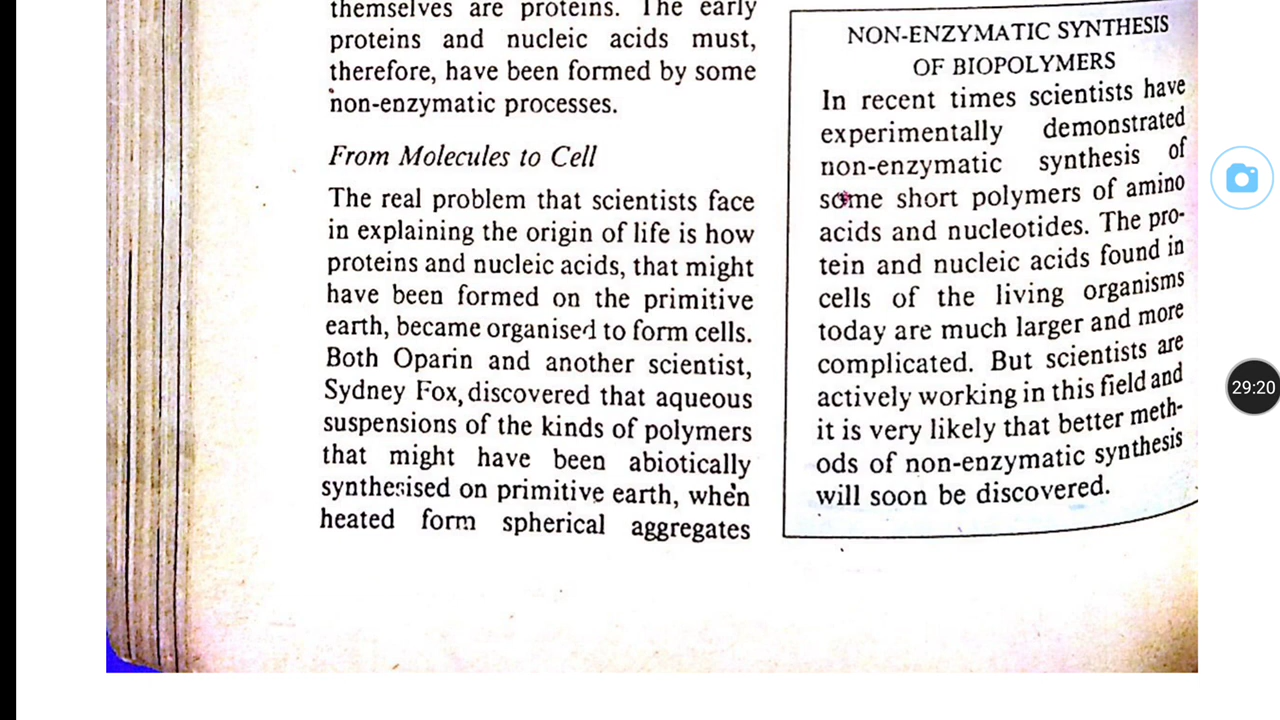 themselves are proteins. The early
proteins and nucleic acids must,
therefore, have been formed by some
non-enzymatic processes.
From Molecules to Cell
The real problem that scientists face
in explaining the origin of life is how
proteins and nucleic acids, that might
have been formed on the primitive
earth, became organised to form cells.
Both Oparin and another scientist,
Sydney Fox, discovered that aqueous
suspensions of the kinds of polymers
that might have been abiotically
synthesised on primitive earth, when
heated form spherical aggregates
NON-ENZYMATIC SYNTHESIS
OF BIOPOLYMERS
In recent times scientists have
experimentally demonstrated
non-enzymatic synthesis of
some short polymers of amino
acids and nucleotides. The pro-
tein and nucleic acids found in
cells of the living organisms
today are much larger and more
complicated. But scientists are
actively working in this field and
it is very likely that better meth-
ods of non-enzymatic synthesis
will soon be discovered.
29:20